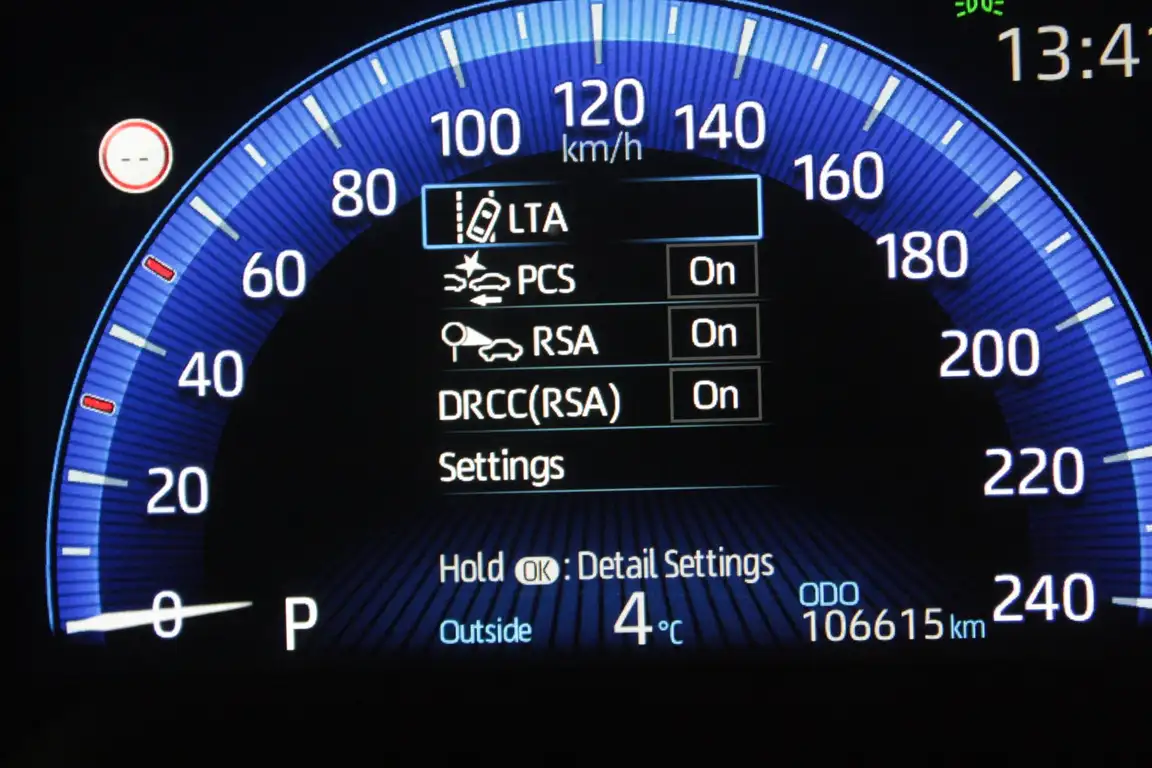 13:4
120
100
140
km/h
80
160
LTA
60
180
PCS On
RSA On
40
200
DRCC(RSA) On
Settings
20
220
Hold OK : Detail Settings
0
P
Outside 4 °C
ODO
106615 km
240
- -